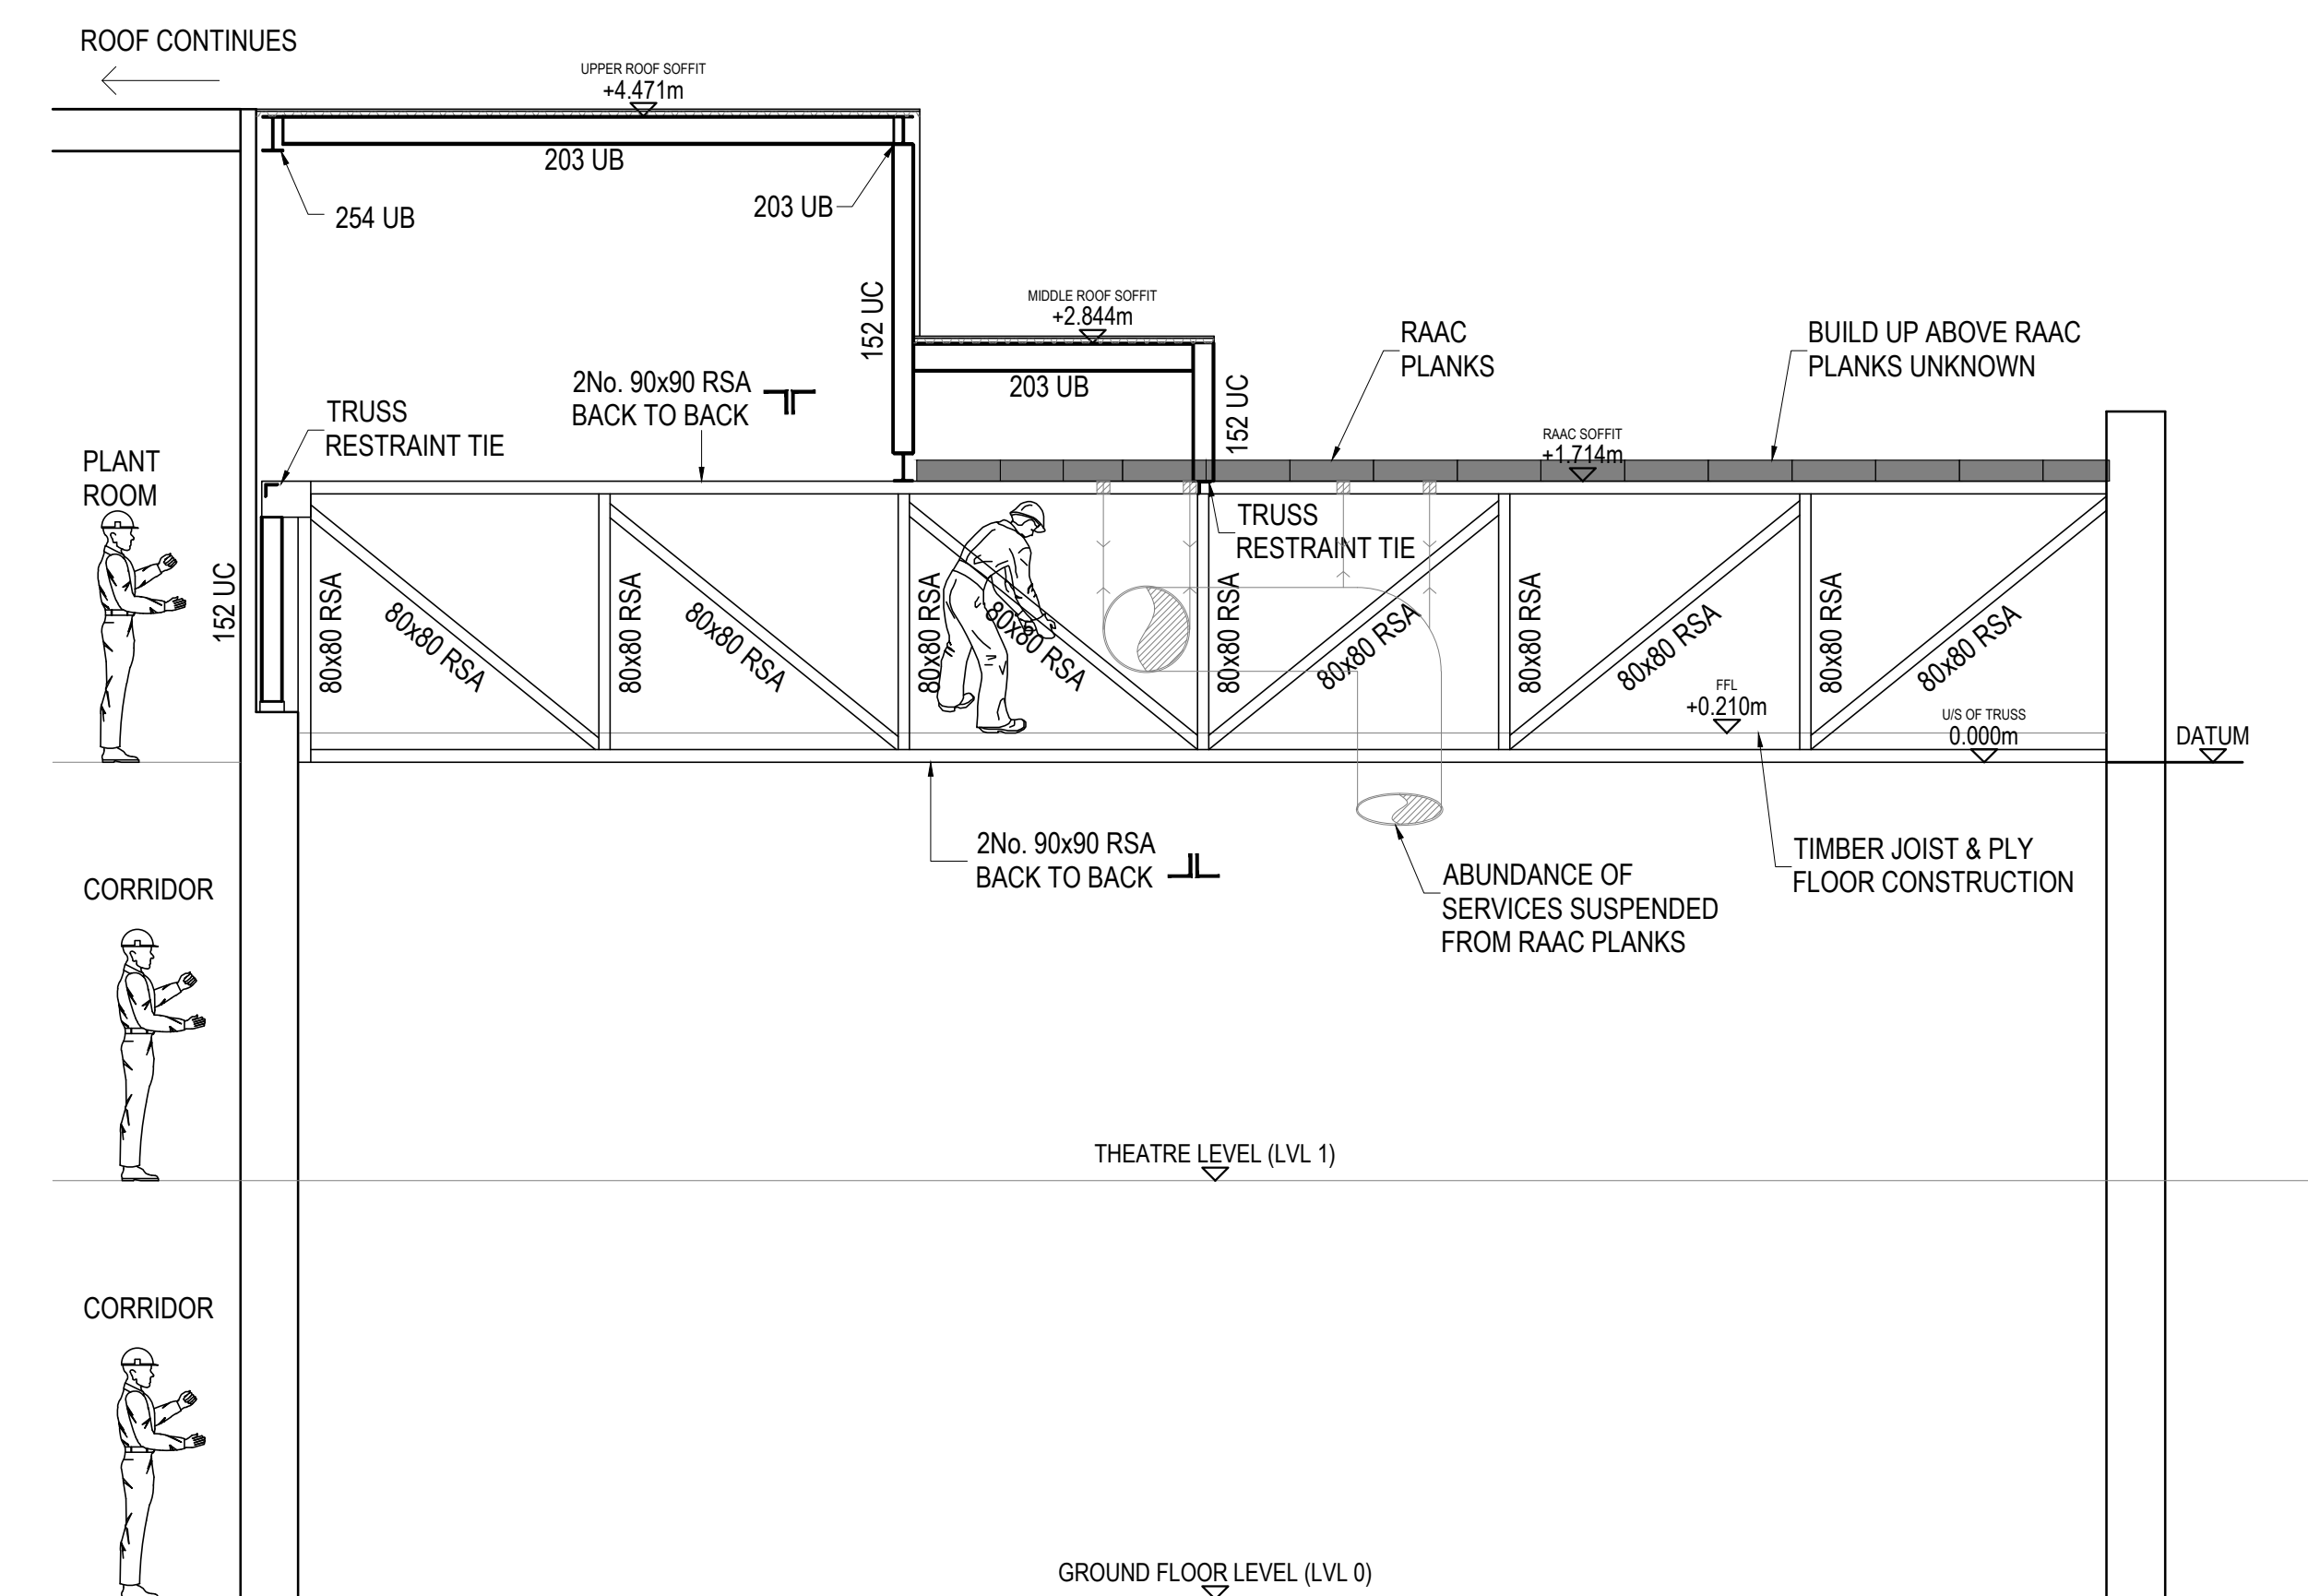 ROOF CONTINUES
UPPER ROOF SOFFIT
+4.471m
203 UB
254 UB
203 UB
152 UC
MIDDLE ROOF SOFFIT
+2.844m
203 UB
152 UC
RAAC
PLANKS
BUILD UP ABOVE RAAC
PLANKS UNKNOWN
2No. 90x90 RSA
BACK TO BACK
TRUSS
RESTRAINT TIE
RAAC SOFFIT
+1.714m
PLANT
ROOM
TRUSS
RESTRAINT TIE
152 UC
80x80 RSA
80x80 RSA
80x80 RSA
80x80 RSA
80x80 RSA
80x80 RSA
80x80 RSA
80x80 RSA
80x80 RSA
80x80 RSA
80x80 RSA
80x80 RSA
FFL
+0.210m
U/S OF TRUSS
0.000m
DATUM
2No. 90x90 RSA
BACK TO BACK
TIMBER JOIST & PLY
FLOOR CONSTRUCTION
ABUNDANCE OF
SERVICES SUSPENDED
FROM RAAC PLANKS
CORRIDOR
THEATRE LEVEL (LVL 1)
CORRIDOR
GROUND FLOOR LEVEL (LVL 0)